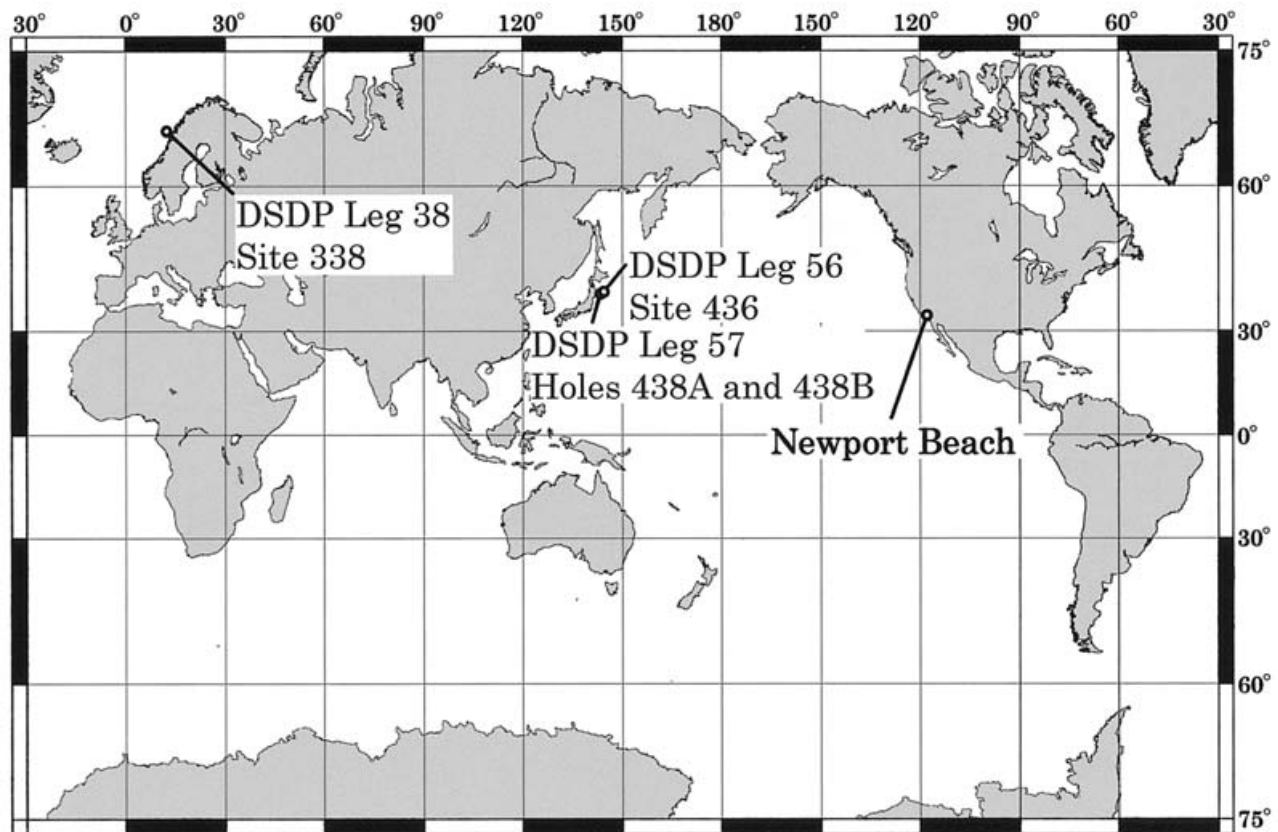 30° 0° 30° 60° 90° 120° 150° 180° 150° 120° 90° 60° 30°
75°
60°
DSDP Leg 38
Site 338
DSDP Leg 56
Site 436
30°
DSDP Leg 57
Holes 438A and 438B
Newport Beach
0°
30°
60°
75°